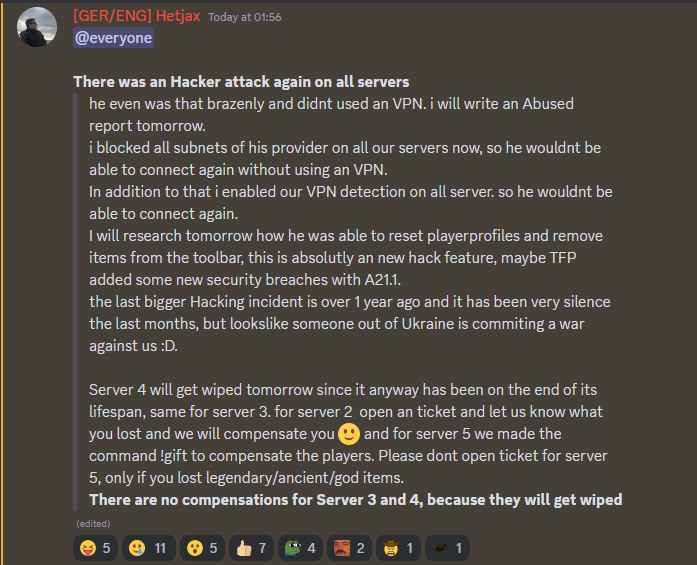 [GER/ENG] Hetjax Today at 01:56
@everyone
There was an Hacker attack again on all servers
he even was that brazenly and didnt used an VPN. i will write an Abused
report tomorrow.
i blocked all subnets of his provider on all our servers now, so he wouldnt be
able to connect again without using an VPN.
In addition to that i enabled our VPN detection on all server. so he wouldnt be
able to connect again.
I will research tomorrow how he was able to reset playerprofiles and remove
items from the toolbar, this is absolutly an new hack feature, maybe TFP
added some new security breaches with A21.1.
the last bigger Hacking incident is over 1 year ago and it has been very silence
the last months, but lookslike someone out of Ukraine is commiting a war
against us :D.
Server 4 will get wiped tomorrow since it anyway has been on the end of its
lifespan, same for server 3. for server 2 open an ticket and let us know what
you lost and we will compensate you 🙂 and for server 5 we made the
command !gift to compensate the players. Please dont open ticket for server
5, only if you lost legendary/ancient/god items.
There are no compensations for Server 3 and 4, because they will get wiped
(edited)
5 11 5 7 4 2 1 1